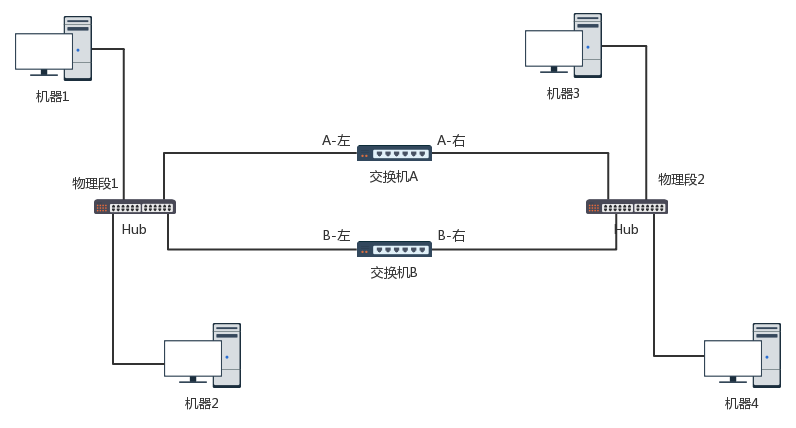 机器1
机器3
A-左
A-右
交换机A
物理段1
物理段2
Hub
Hub
B-左
B-右
交换机B
机器2
机器4